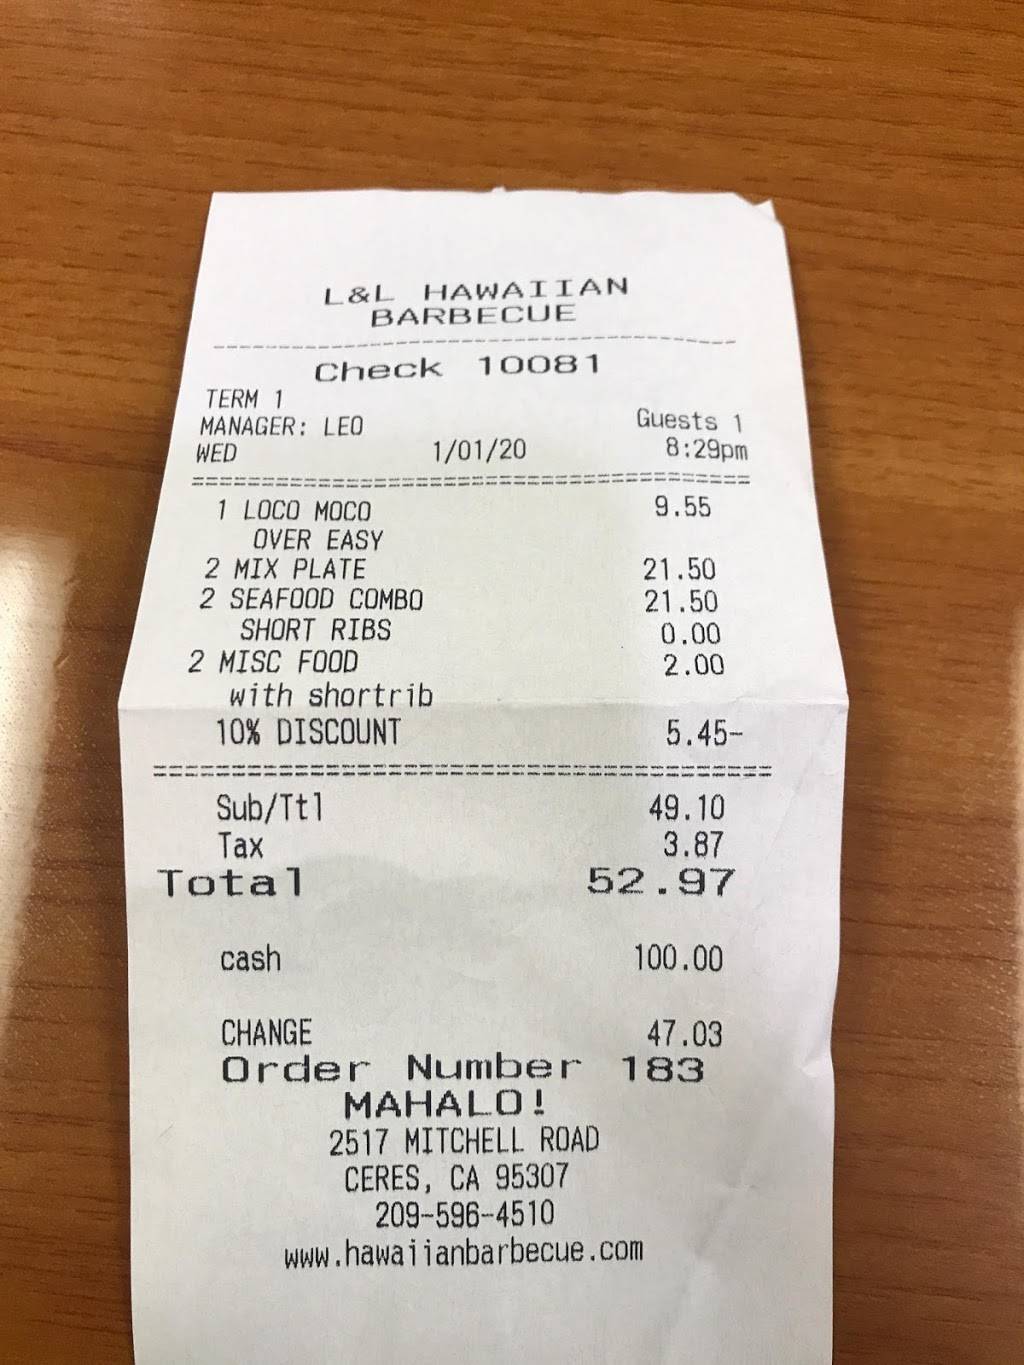 L&L HAWAIIAN
BARBECUE
Check 10081
TERM 1
MANAGER: LEO Guests 1
WED 1/01/20 8:29pm
1 LOCO MOCO 9.55
OVER EASY
2 MIX PLATE 21.50
2 SEAFOOD COMBO 21.50
SHORT RIBS 0.00
2 MISC FOOD 2.00
with shortrib
10% DISCOUNT 5.45-
Sub/Ttl 49.10
Tax 3.87
Total 52.97
cash 100.00
CHANGE 47.03
Order Number 183
MAHALO!
2517 MITCHELL ROAD
CERES, CA 95307
209-596-4510
www.hawaiianbarbecue.com